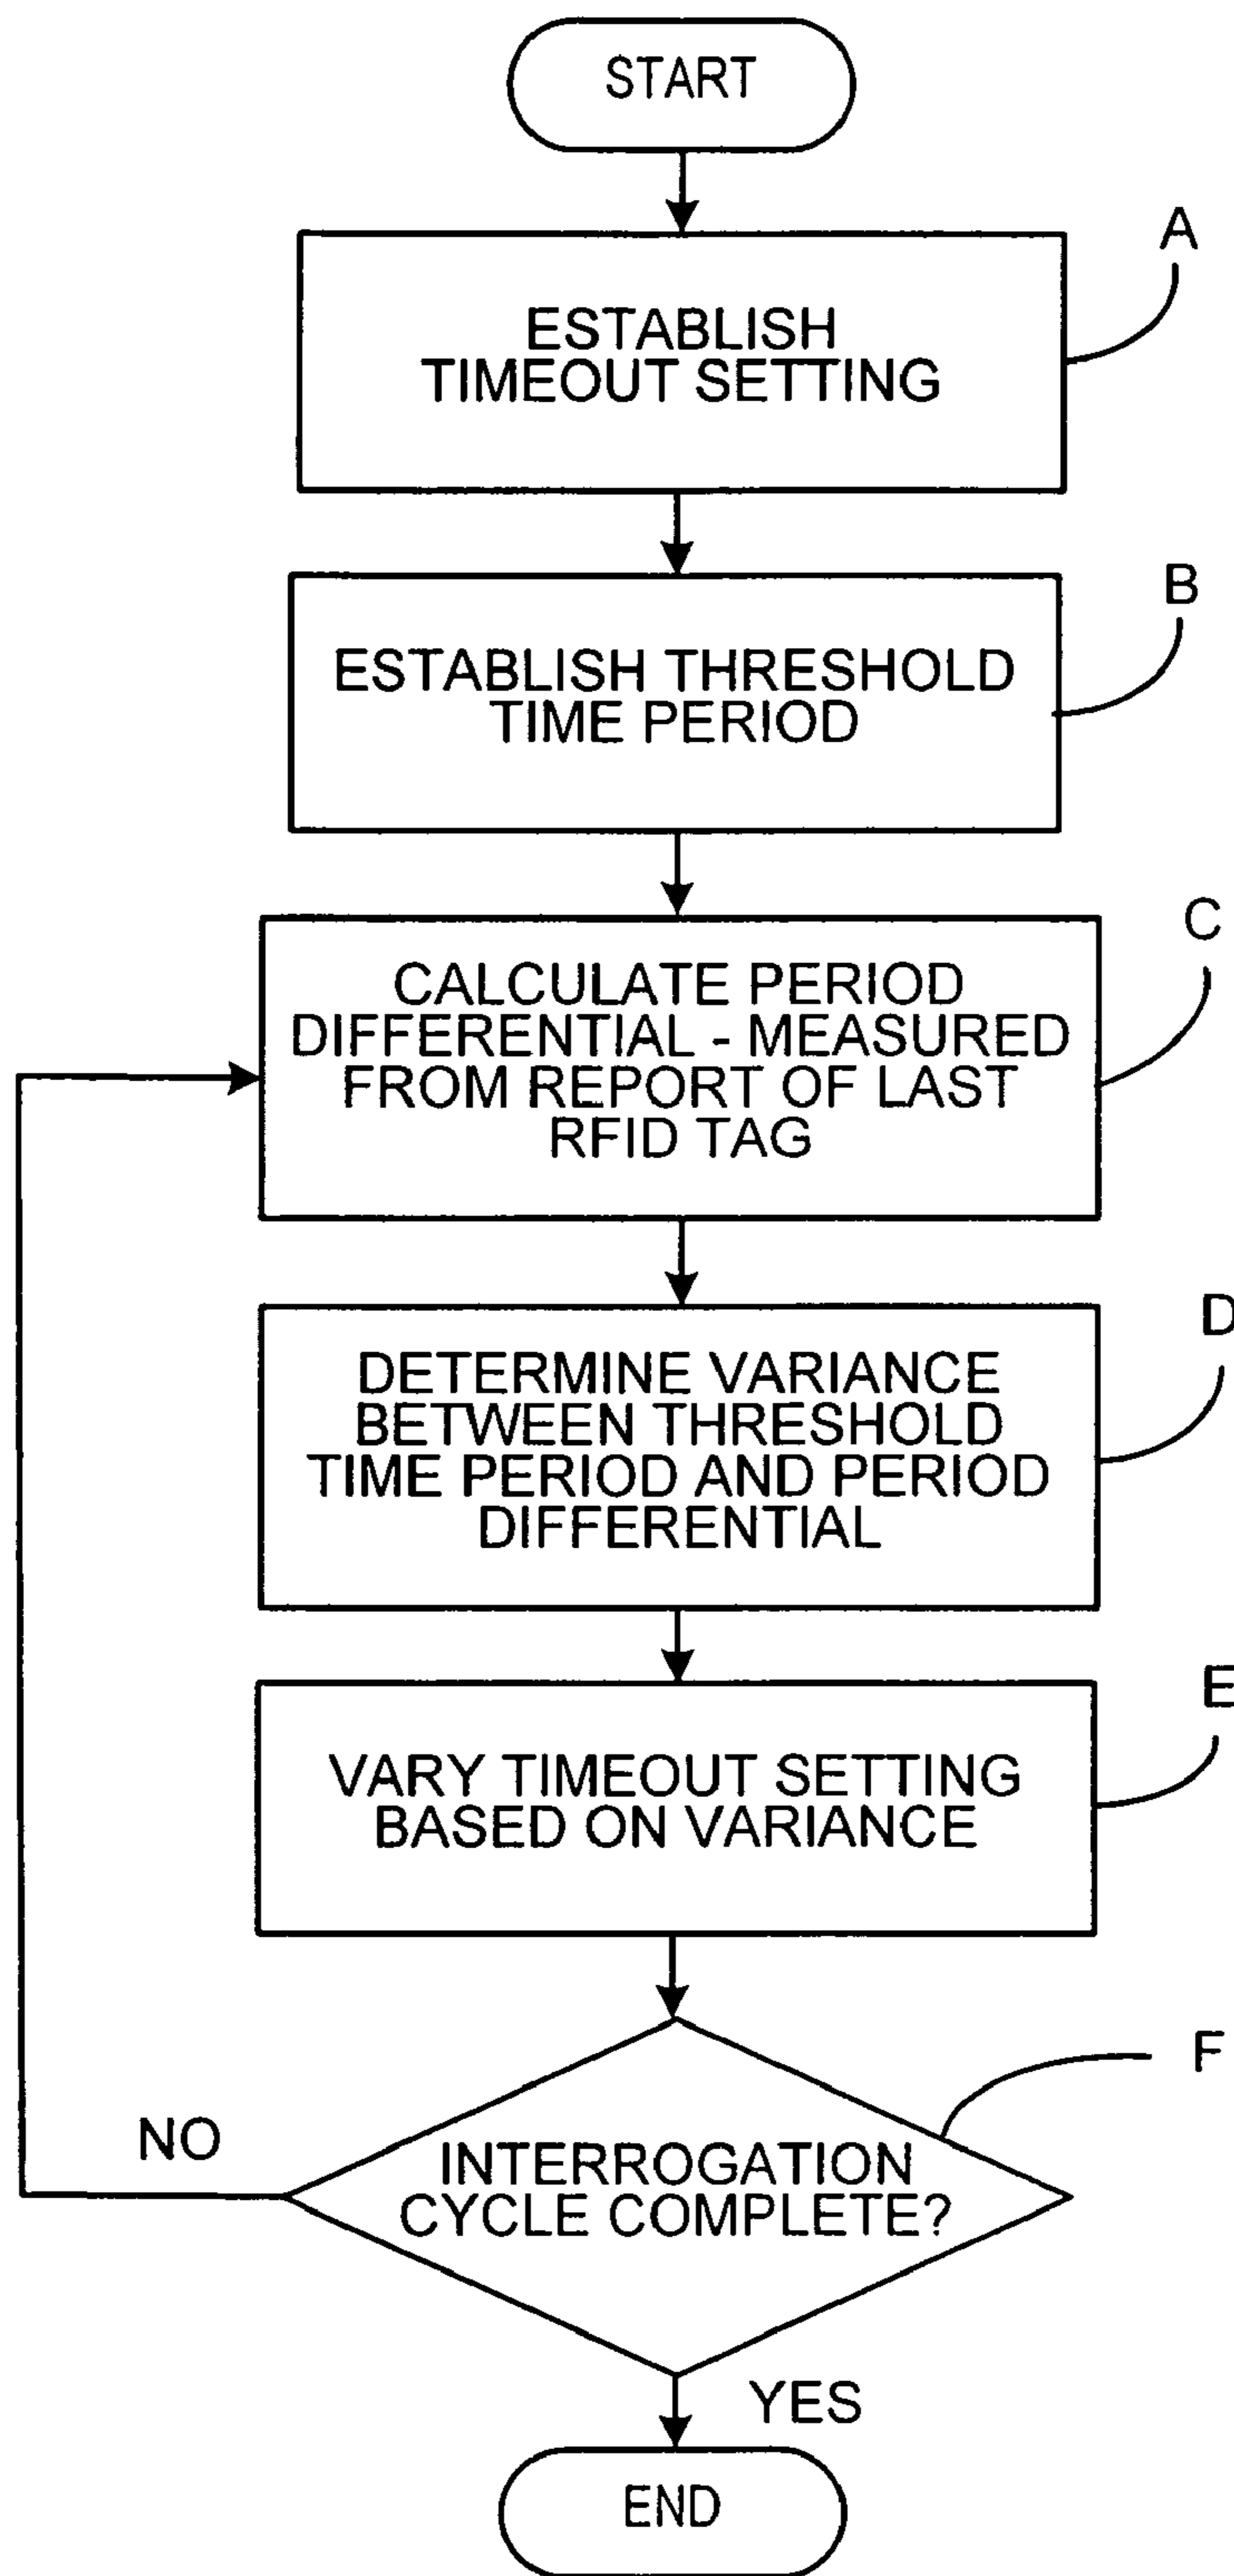 START
A
ESTABLISH
TIMEOUT SETTING
B
ESTABLISH THRESHOLD
TIME PERIOD
C
CALCULATE PERIOD
DIFFERENTIAL - MEASURED
FROM REPORT OF LAST
RFID TAG
D
DETERMINE VARIANCE
BETWEEN THRESHOLD
TIME PERIOD AND PERIOD
DIFFERENTIAL
E
VARY TIMEOUT SETTING
BASED ON VARIANCE
F
NO
INTERROGATION
CYCLE COMPLETE?
YES
END